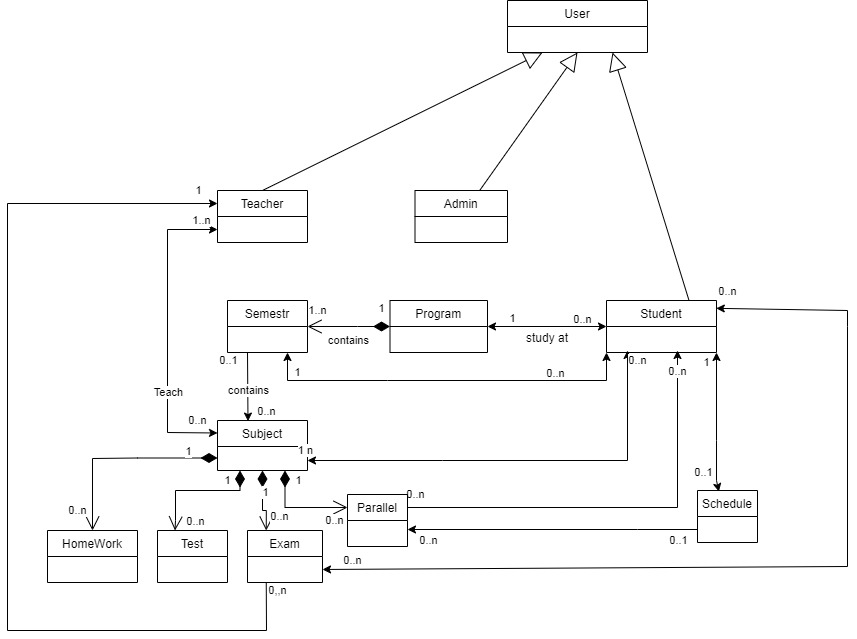 User
1
Teacher
Admin
1..n
0..n
Semestr
1..n
1
Program
1
0..n
Student
contains
study at
0..1
1
0..n
0..n
0..n
1
Teach
contains
0..n
0..n
Subject
1
1 n
0..n
1
1
1
0..1
0..n
0..n
0..n
0..n
Parallel
0..n
Schedule
HomeWork
Test
Exam
0..n
0..1
0..n
0,,n